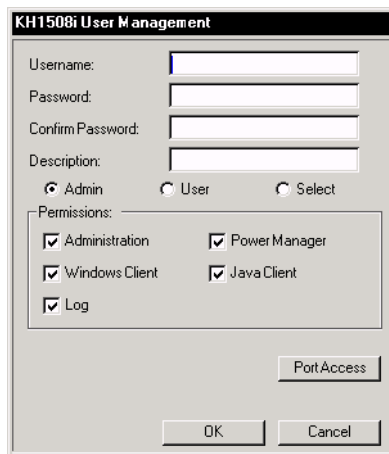 KH1508i User Management
Username:
Password:
Confirm Password:
Description:
Admin User Select
Permissions:
Administration Power Manager
Windows Client Java Client
Log
Port Access
OK Cancel